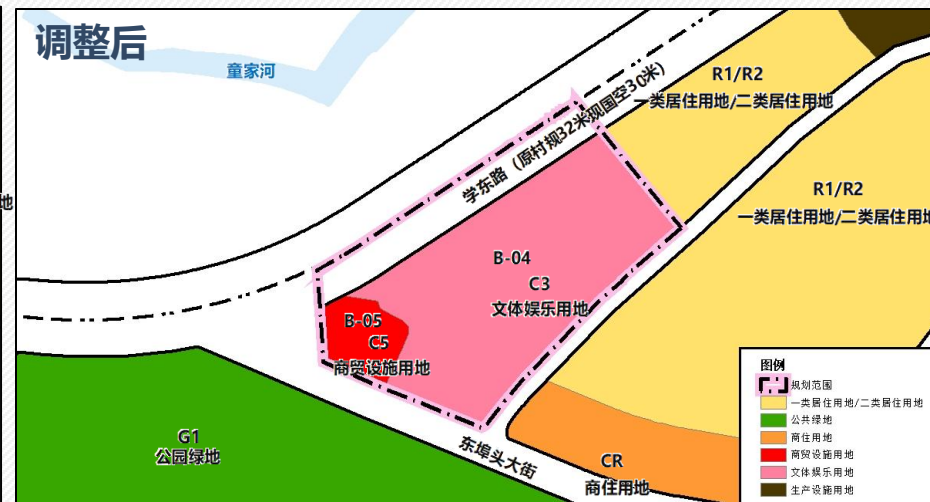 调整后
童家河
地
学东路（原村规32米现国空30米）
R1/R2
一类居住用地/二类居住用地
R1/R2
一类居住用地/二类居住用地
B-04
C3
文体娱乐用地
B-05
C5
商贸设施用地
G1
公园绿地
东埠头大街
CR
商住用地
图例
规划范围
一类居住用地/二类居住用地
公共绿地
商住用地
商贸设施用地
文体娱乐用地
生产设施用地